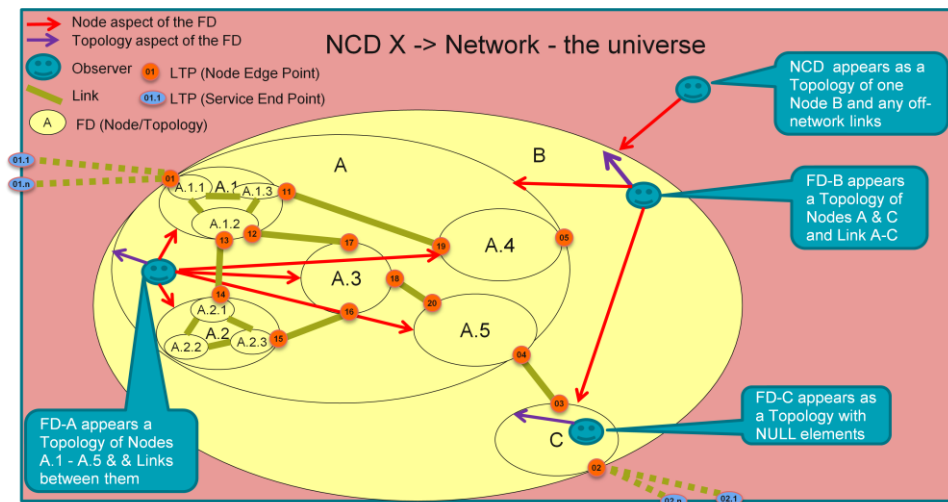 Node aspect of the FD
Topology aspect of the FD
Observer
01 LTP (Node Edge Point)
Link
01.1 LTP (Service End Point)
A FD (Node/Topology)
NCD X -> Network - the universe
NCD appears as a
Topology of one
Node B and any off-
network links
FD-B appears
a Topology of
Nodes A & C
and Link A-C
FD-C appears as
a Topology with
NULL elements
FD-A appears a
Topology of Nodes
A.1 - A.5 & & Links
between them
01.1
01.n
01
A.1.1
A.1
A.1.3
11
A.1.2
13
12
17
A
B
19
A.4
05
A.3
18
20
14
A.2.1
A.2
A.2.2
A.2.3
15
16
A.5
04
03
C
02
02.1
02.n